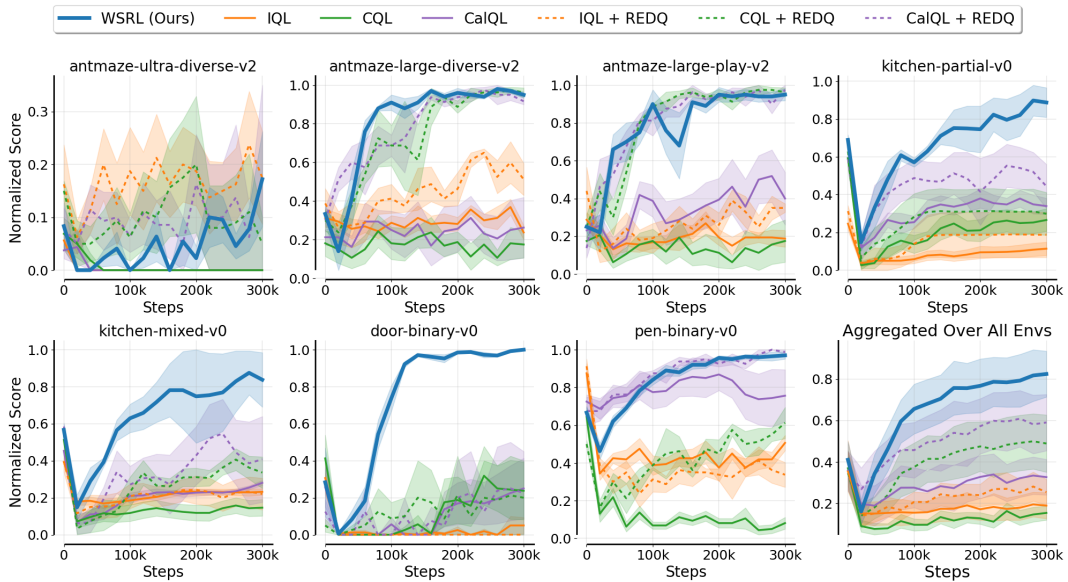 WSRL (Ours) IQL CQL CalQL IQL + REDQ CQL + REDQ CalQL + REDQ
antmaze-ultra-diverse-v2 antmaze-large-diverse-v2 antmaze-large-play-v2 kitchen-partial-v0
Normalized Score
0.3
0.2
0.1
0.0
0 100k 200k 300k
Steps
1.0
0.8
0.6
0.4
0.2
0.0
0 100k 200k 300k
Steps
1.0
0.8
0.6
0.4
0.2
0.0
0 100k 200k 300k
Steps
1.0
0.8
0.6
0.4
0.2
0.0
0 100k 200k 300k
Steps
kitchen-mixed-v0 door-binary-v0 pen-binary-v0 Aggregated Over All Envs
Normalized Score
1.0
0.8
0.6
0.4
0.2
0.0
0 100k 200k 300k
Steps
1.0
0.8
0.6
0.4
0.2
0.0
0 100k 200k 300k
Steps
1.0
0.8
0.6
0.4
0.2
0.0
0 100k 200k 300k
Steps
0.8
0.6
0.4
0.2
0 100k 200k 300k
Steps